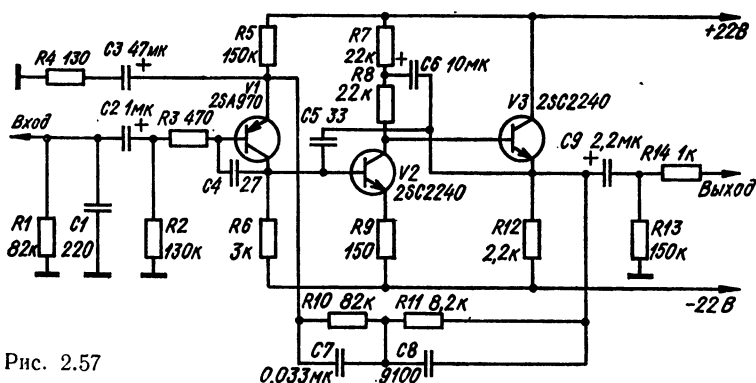 R4 130
C3 47мк
+
R5
150к
V1
2SA970
R7
22к
+
C6 10мк
R8
22к
+22В
V3 2SC2240
Вход
C2 1мк
+
R3 470
C4 27
C5 33
V2
2SC2240
C9 2,2мк
+
R14 1к
Выход
R1
82к
C1
220
R2
130к
R6
3к
R9
150
R12
2,2к
R13
150к
-22В
R10 82к
R11 8,2к
C7
0,033мк
C8
9100
Рис. 2.57